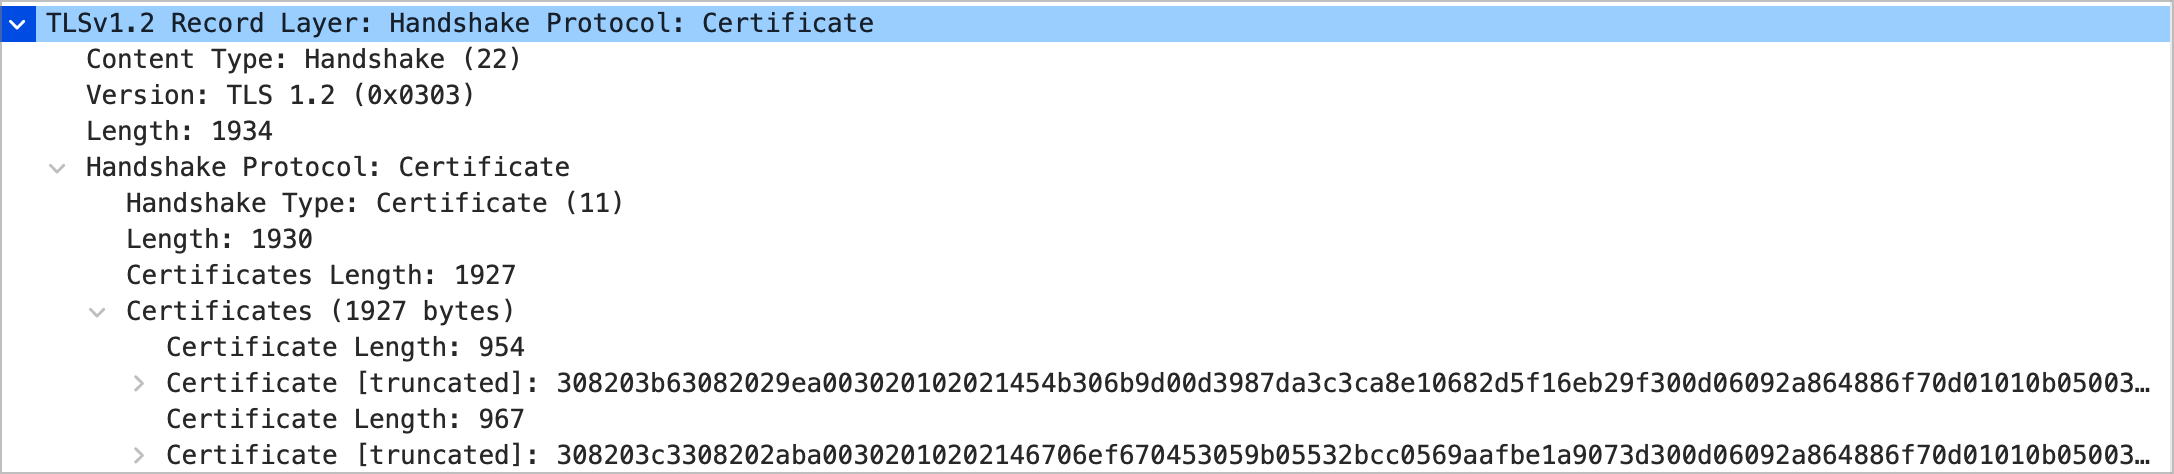 TLSv1.2 Record Layer: Handshake Protocol: Certificate
Content Type: Handshake (22)
Version: TLS 1.2 (0x0303)
Length: 1934
Handshake Protocol: Certificate
Handshake Type: Certificate (11)
Length: 1930
Certificates Length: 1927
Certificates (1927 bytes)
Certificate Length: 954
Certificate [truncated]: 308203b63082029ea003020102021454b306b9d00d3987da3c3ca8e10682d5f16eb29f300d06092a864886f70d01010b05003…
Certificate Length: 967
Certificate [truncated]: 308203c3308202aba00302010202146706ef670453059b05532bcc0569aafbe1a9073d300d06092a864886f70d01010b05003…